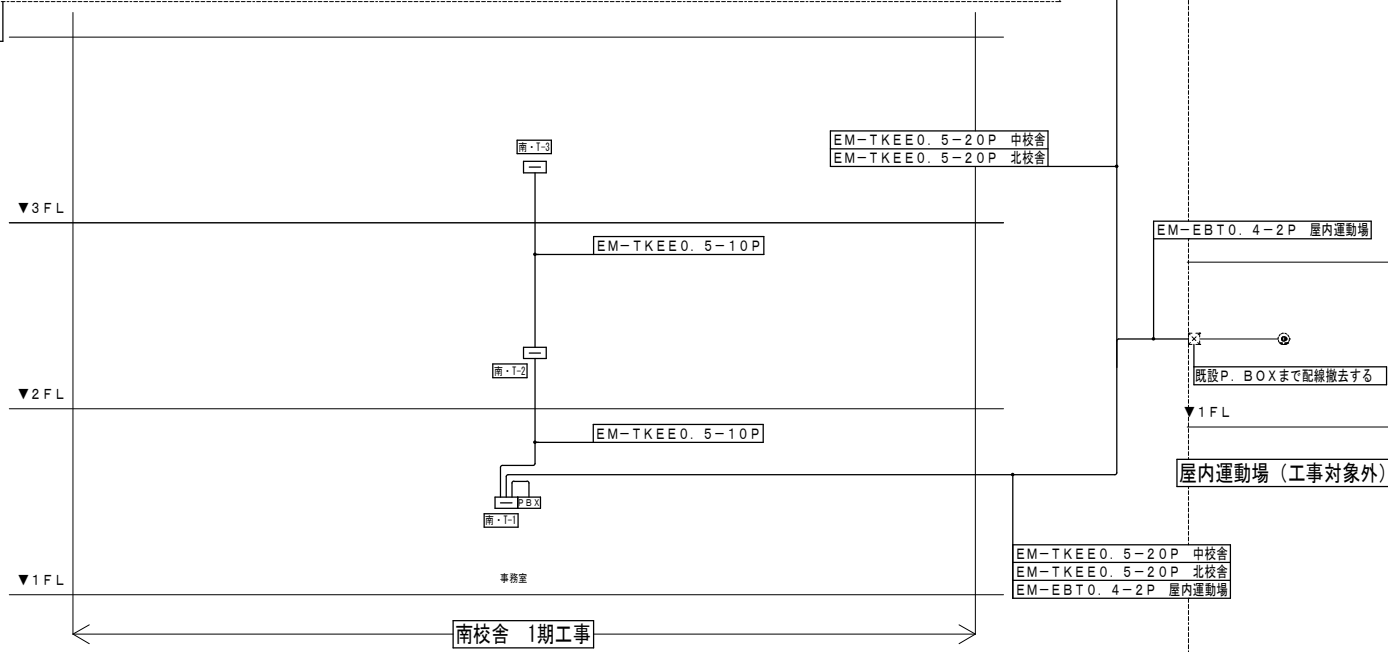 EM-TKEE0.5-20P 中校舎
EM-TKEE0.5-20P 北校舎
南・T-3
▼3FL
EM-EBT0.4-2P 屋内運動場
EM-TKEE0.5-10P
南・T-2
既設P.BOXまで配線撤去する
▼2FL
▼1FL
EM-TKEE0.5-10P
屋内運動場（工事対象外）
PBX
南・T-1
EM-TKEE0.5-20P 中校舎
EM-TKEE0.5-20P 北校舎
EM-EBT0.4-2P 屋内運動場
▼1FL
事務室
南校舎 1期工事